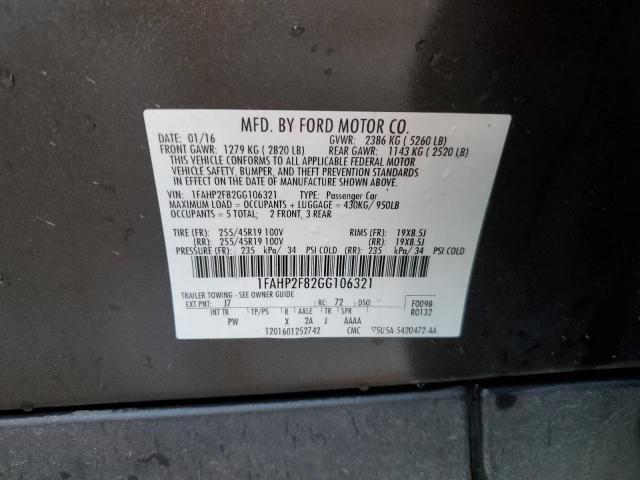 MFD. BY FORD MOTOR CO.
DATE: 01/16 GVWR: 2386 KG ( 5260 LB)
FRONT GAWR: 1279 KG ( 2820 LB) REAR GAWR: 1143 KG ( 2520 LB)
THIS VEHICLE CONFORMS TO ALL APPLICABLE FEDERAL MOTOR
VEHICLE SAFETY, BUMPER, AND THEFT PREVENTION STANDARDS
IN EFFECT ON THE DATE OF MANUFACTURE SHOWN ABOVE.
VIN: 1FAHP2F82GG106321 TYPE: Passenger Car
MAXIMUM LOAD = OCCUPANTS + LUGGAGE = 430KG/ 950LB
OCCUPANTS = 5 TOTAL; 2 FRONT, 3 REAR
TIRE (FR): 255/45R19 100V RIMS (FR): 19X8.5J
(RR): 255/45R19 100V (RR): 19X8.5J
PRESSURE (FR) 235 kPa/ 34 PSI COLD (RR) 235 kPa/ 34 PSI COLD
1FAHP2F82GG106321
TRAILER TOWING - SEE OWNER GUIDE
EXT PNT: J7 RC: 72 DSO: F0098
INT TR TP/PS R AXLE TR SPR R0132
PW X 2A J AAAA
1201601252742 CMC 5U5A-5420472-AA